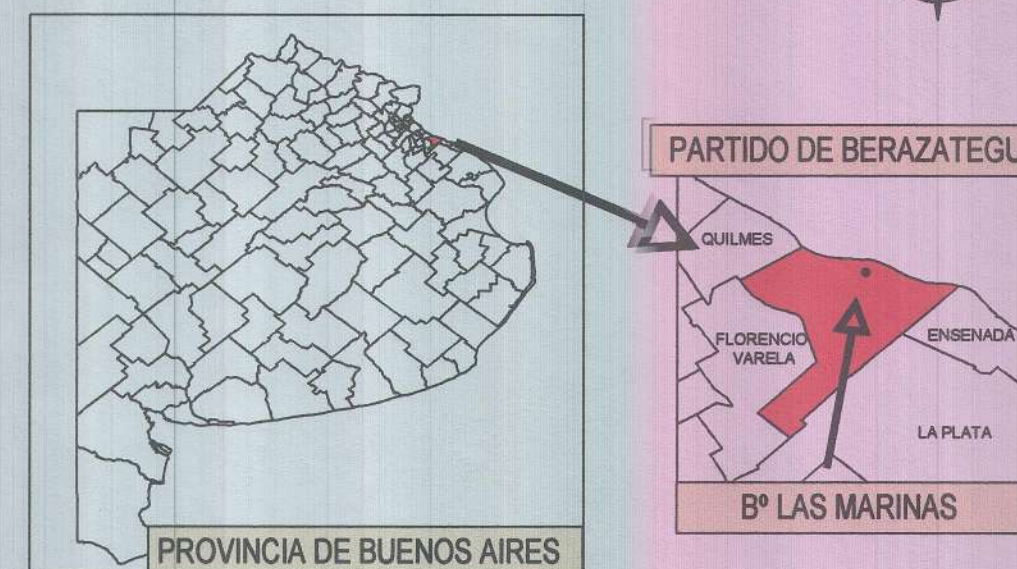 PROVINCIA DE BUENOS AIRES
PARTIDO DE BERAZATEGU
QUILMES
FLORENCIO
VARELA
ENSENADA
LA PLATA
Bº LAS MARINAS